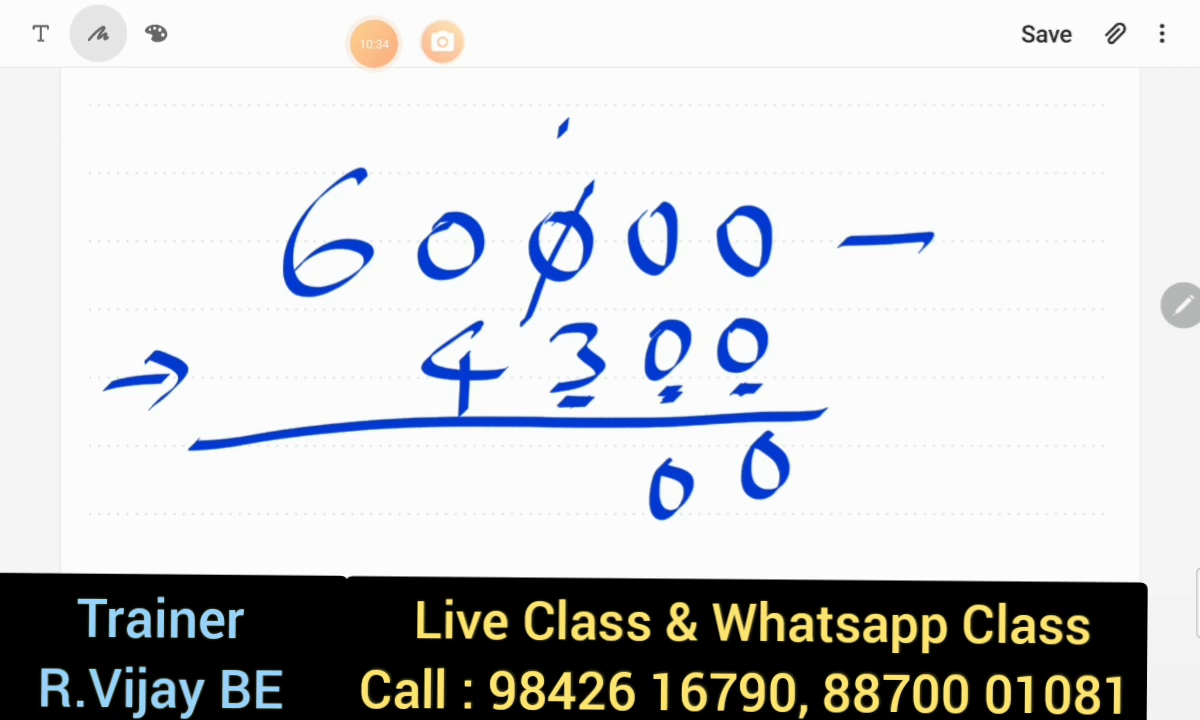 T
10:34
Save
60000 -
→ 4300
00
Trainer
R.Vijay BE
Live Class & Whatsapp Class
Call : 98426 16790, 88700 01081